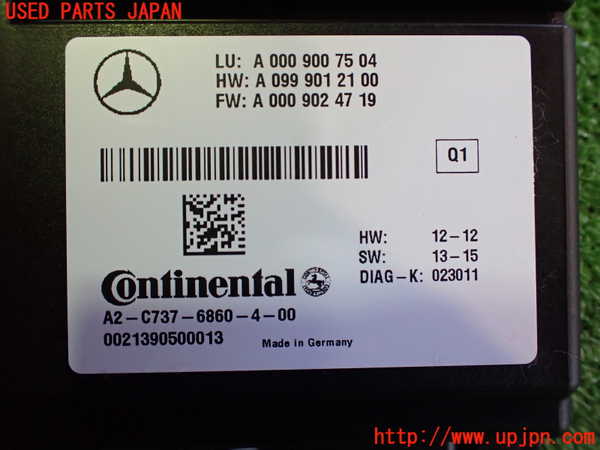 USED PARTS JAPAN
LU: A 000 900 75 04
HW: A 099 901 21 00
FW: A 000 902 47 19
Q1
HW: 12-12
SW: 13-15
DIAG-K: 023011
Continental
A2-C737-6860-4-00
0021390500013 Made in Germany
U-PARTS
http://www.upjpn.com/